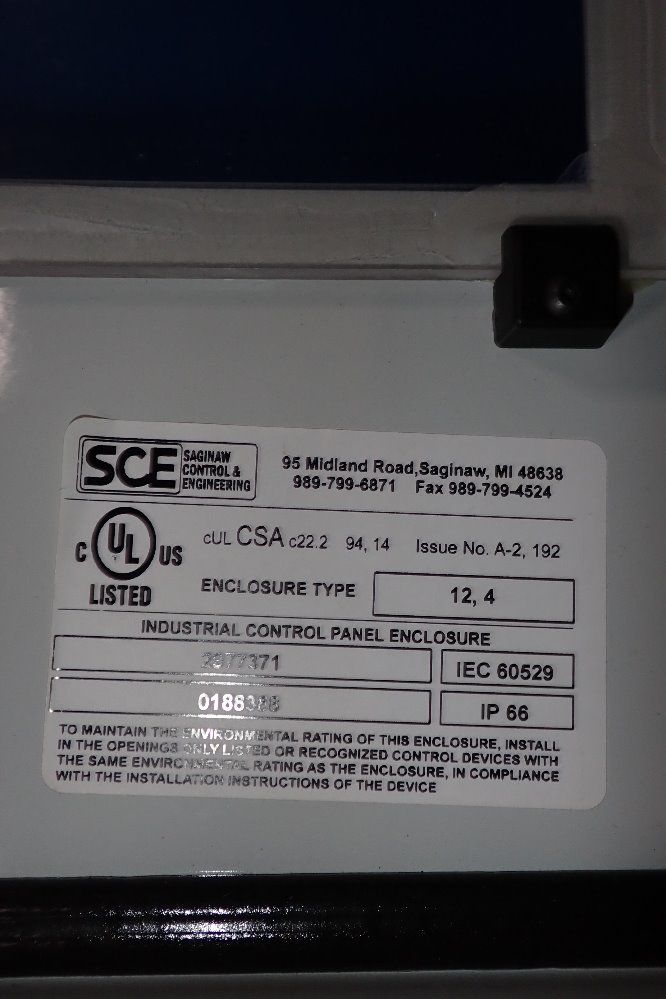 SCE
SAGINAW
CONTROL &
ENGINEERING
95 Midland Road,Saginaw, MI 48638
989-799-6871 Fax 989-799-4524
C UL US
LISTED
cUL CSA c22.2 94, 14 Issue No. A-2, 192
ENCLOSURE TYPE 12, 4
INDUSTRIAL CONTROL PANEL ENCLOSURE
2977371 IEC 60529
IP 66
TO MAINTAIN THE ENVIRONMENTAL RATING OF THIS ENCLOSURE, INSTALL
IN THE OPENINGS ONLY LISTED OR RECOGNIZED CONTROL DEVICES WITH
THE SAME ENVIRONMENTAL RATING AS THE ENCLOSURE, IN COMPLIANCE
WITH THE INSTALLATION INSTRUCTIONS OF THE DEVICE